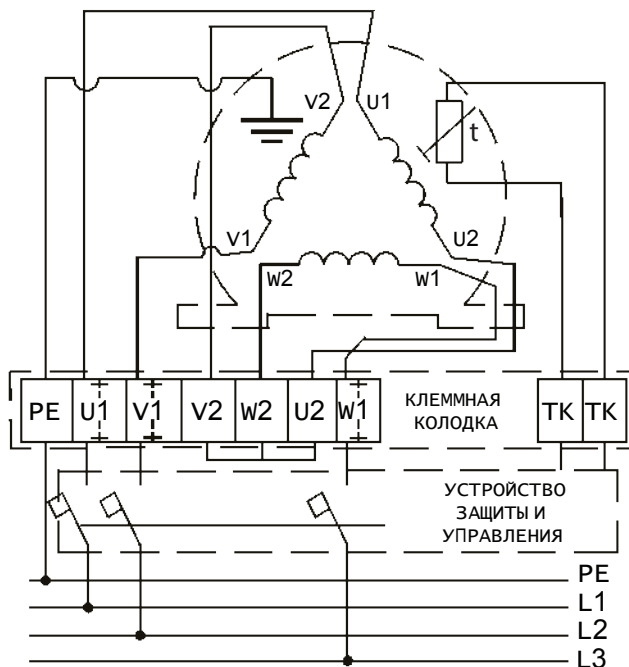 V2 U1
t
V1 U2
W2 W1
PE U1 V1 V2 W2 U2 W1 КЛЕММНАЯ КОЛОДКА TK TK
УСТРОЙСТВО
ЗАЩИТЫ И
УПРАВЛЕНИЯ
PE
L1
L2
L3